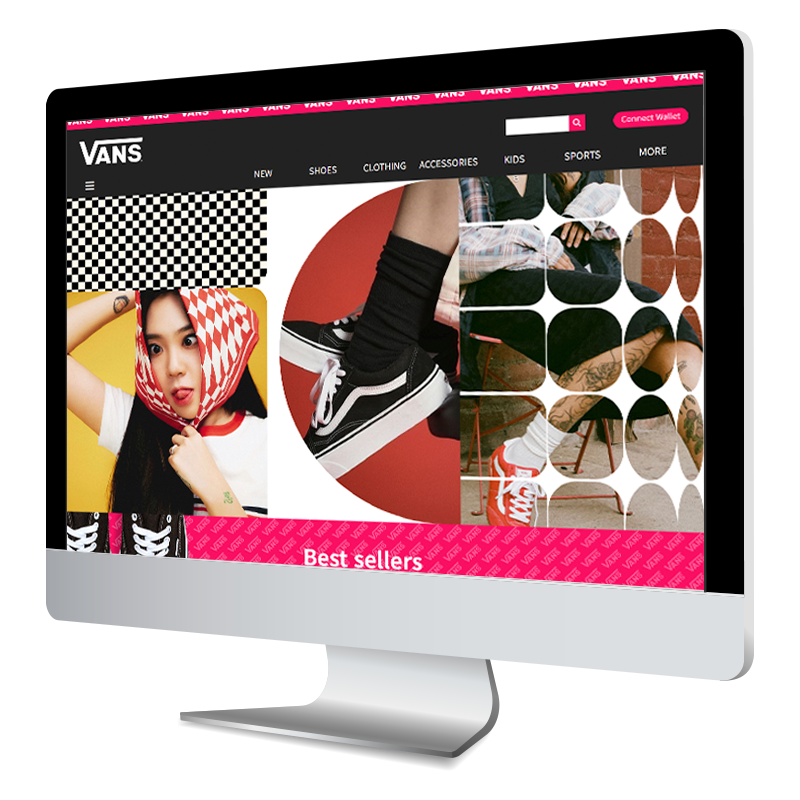 VANS VANS VANS VANS VANS VANS VANS VANS VANS VANS VANS VANS VANS VANS VANS
Connect Wallet
VANS
NEW SHOES CLOTHING ACCESSORIES KIDS SPORTS MORE
Best sellers